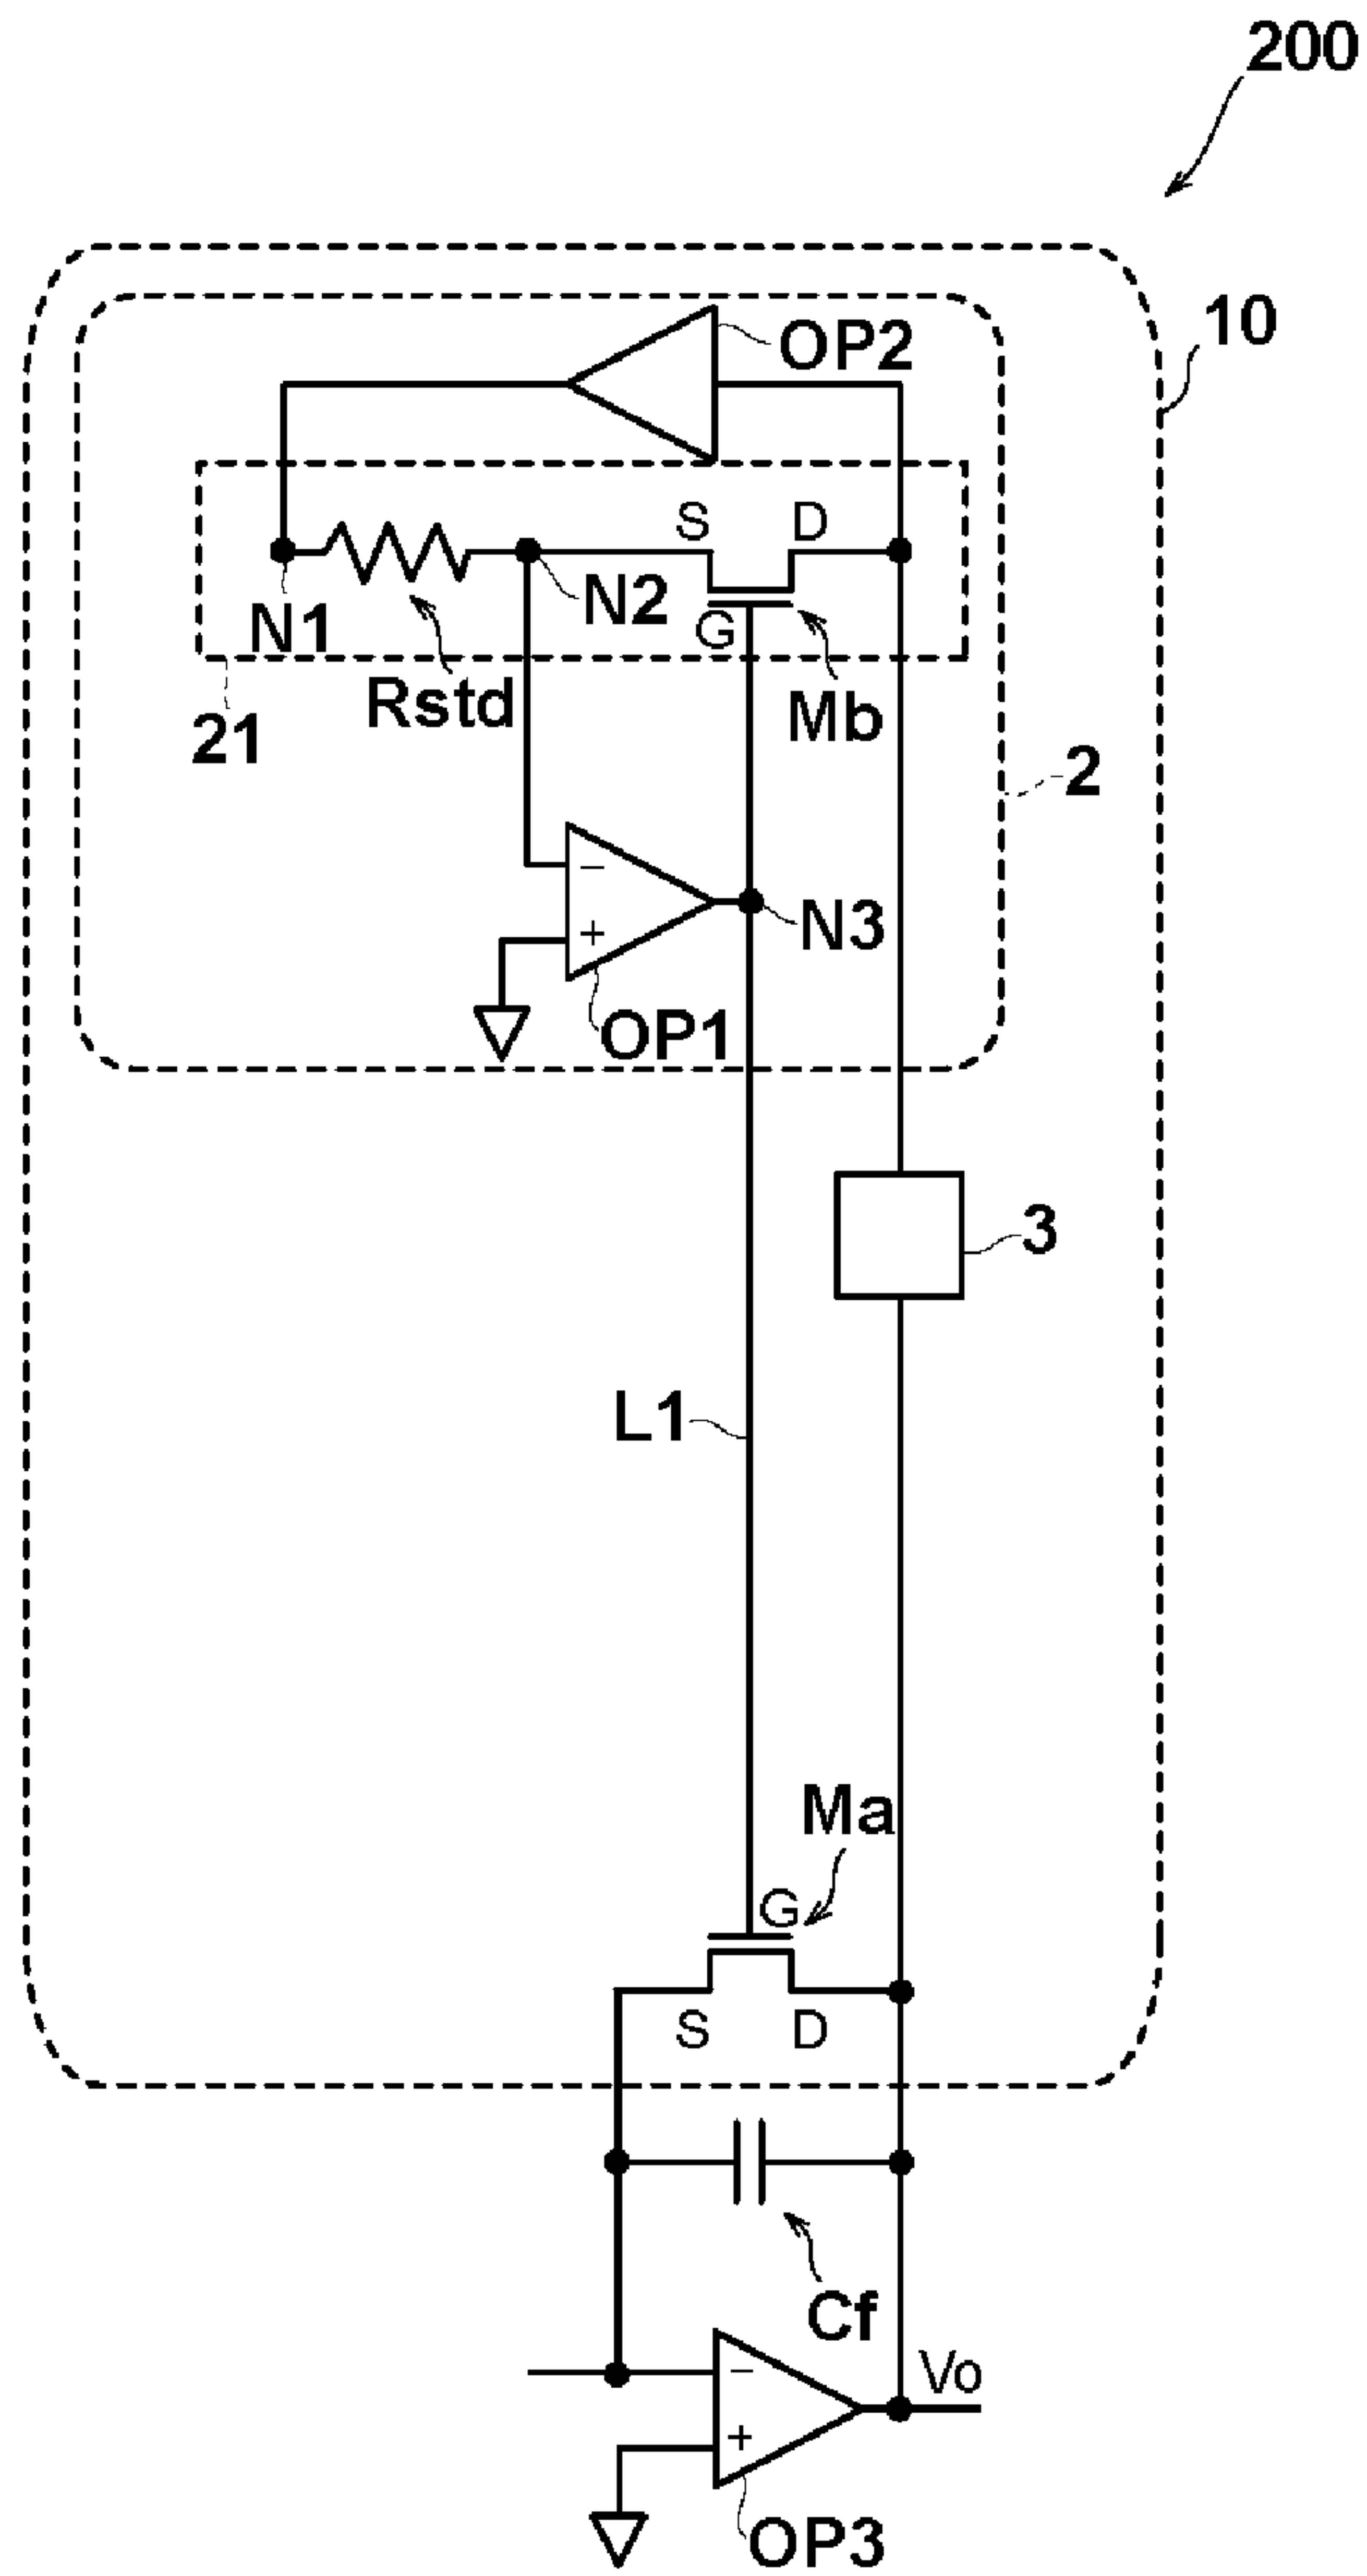 200
10
OP2
S D
N1
N2
G
Rstd
Mb
21
2
−
N3
+
OP1
3
L1
Ma
G
S D
Cf
Vo
−
+
OP3